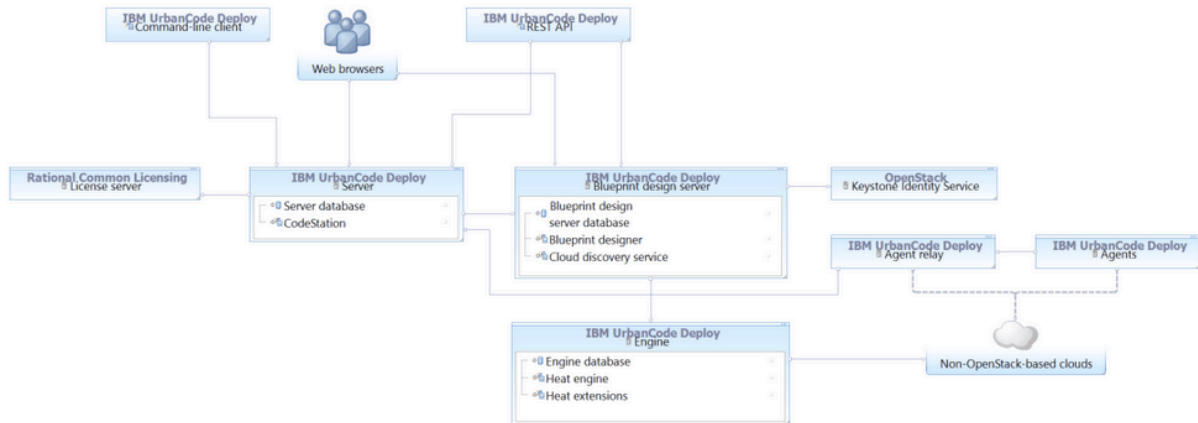 IBM UrbanCode Deploy
Command-line client
Web browsers
IBM UrbanCode Deploy
REST API
Rational Common Licensing
License server
IBM UrbanCode Deploy
Server
Server database
CodeStation
IBM UrbanCode Deploy
Blueprint design server
Blueprint design
server database
Blueprint designer
Cloud discovery service
OpenStack
Keystone Identity Service
IBM UrbanCode Deploy
Agent relay
IBM UrbanCode Deploy
Agents
IBM UrbanCode Deploy
Engine
Engine database
Heat engine
Heat extensions
Non-OpenStack-based clouds